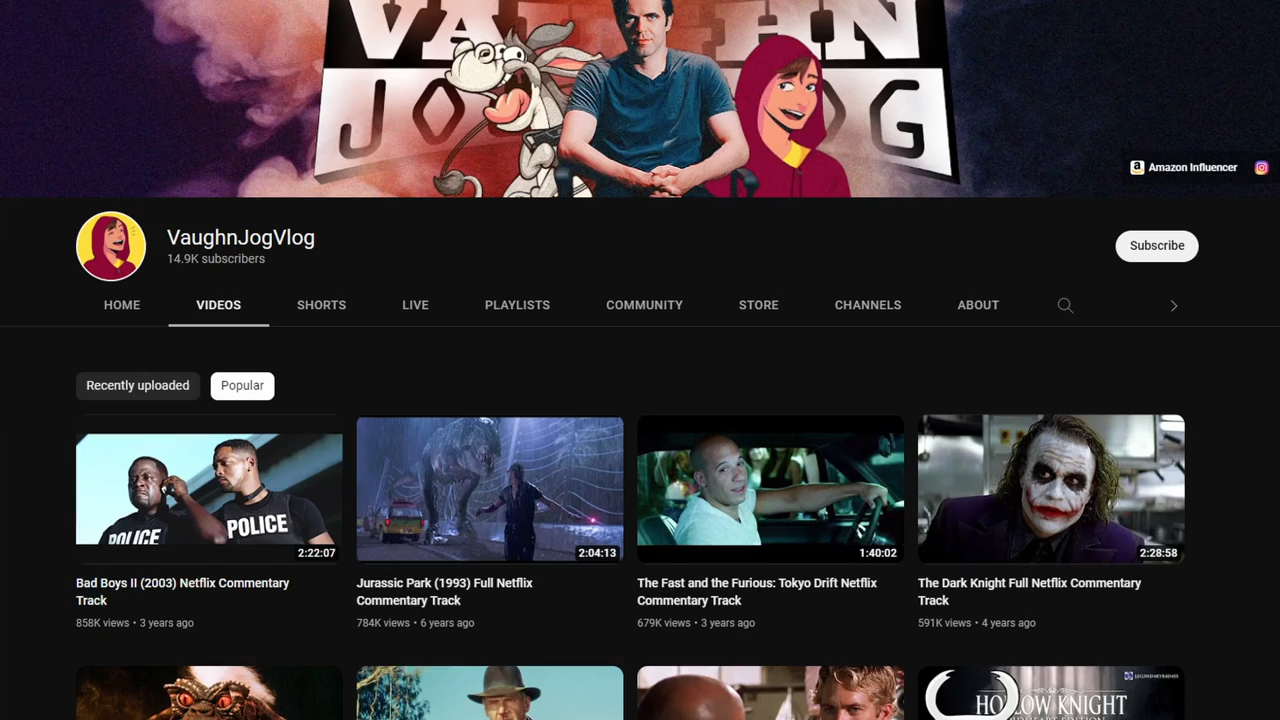 VA HN
JO OG
Amazon Influencer
VaughnJogVlog
14.9K subscribers
Subscribe
HOME VIDEOS SHORTS LIVE PLAYLISTS COMMUNITY STORE CHANNELS ABOUT
Recently uploaded Popular
POLICE POLICE
2:22:07 2:04:13 1:40:02 2:28:58
Bad Boys II (2003) Netflix Commentary
Track
858K views • 3 years ago
Jurassic Park (1993) Full Netflix
Commentary Track
784K views • 6 years ago
The Fast and the Furious: Tokyo Drift Netflix
Commentary Track
679K views • 3 years ago
The Dark Knight Full Netflix Commentary
Track
591K views • 4 years ago
HOLLOW KNIGHT